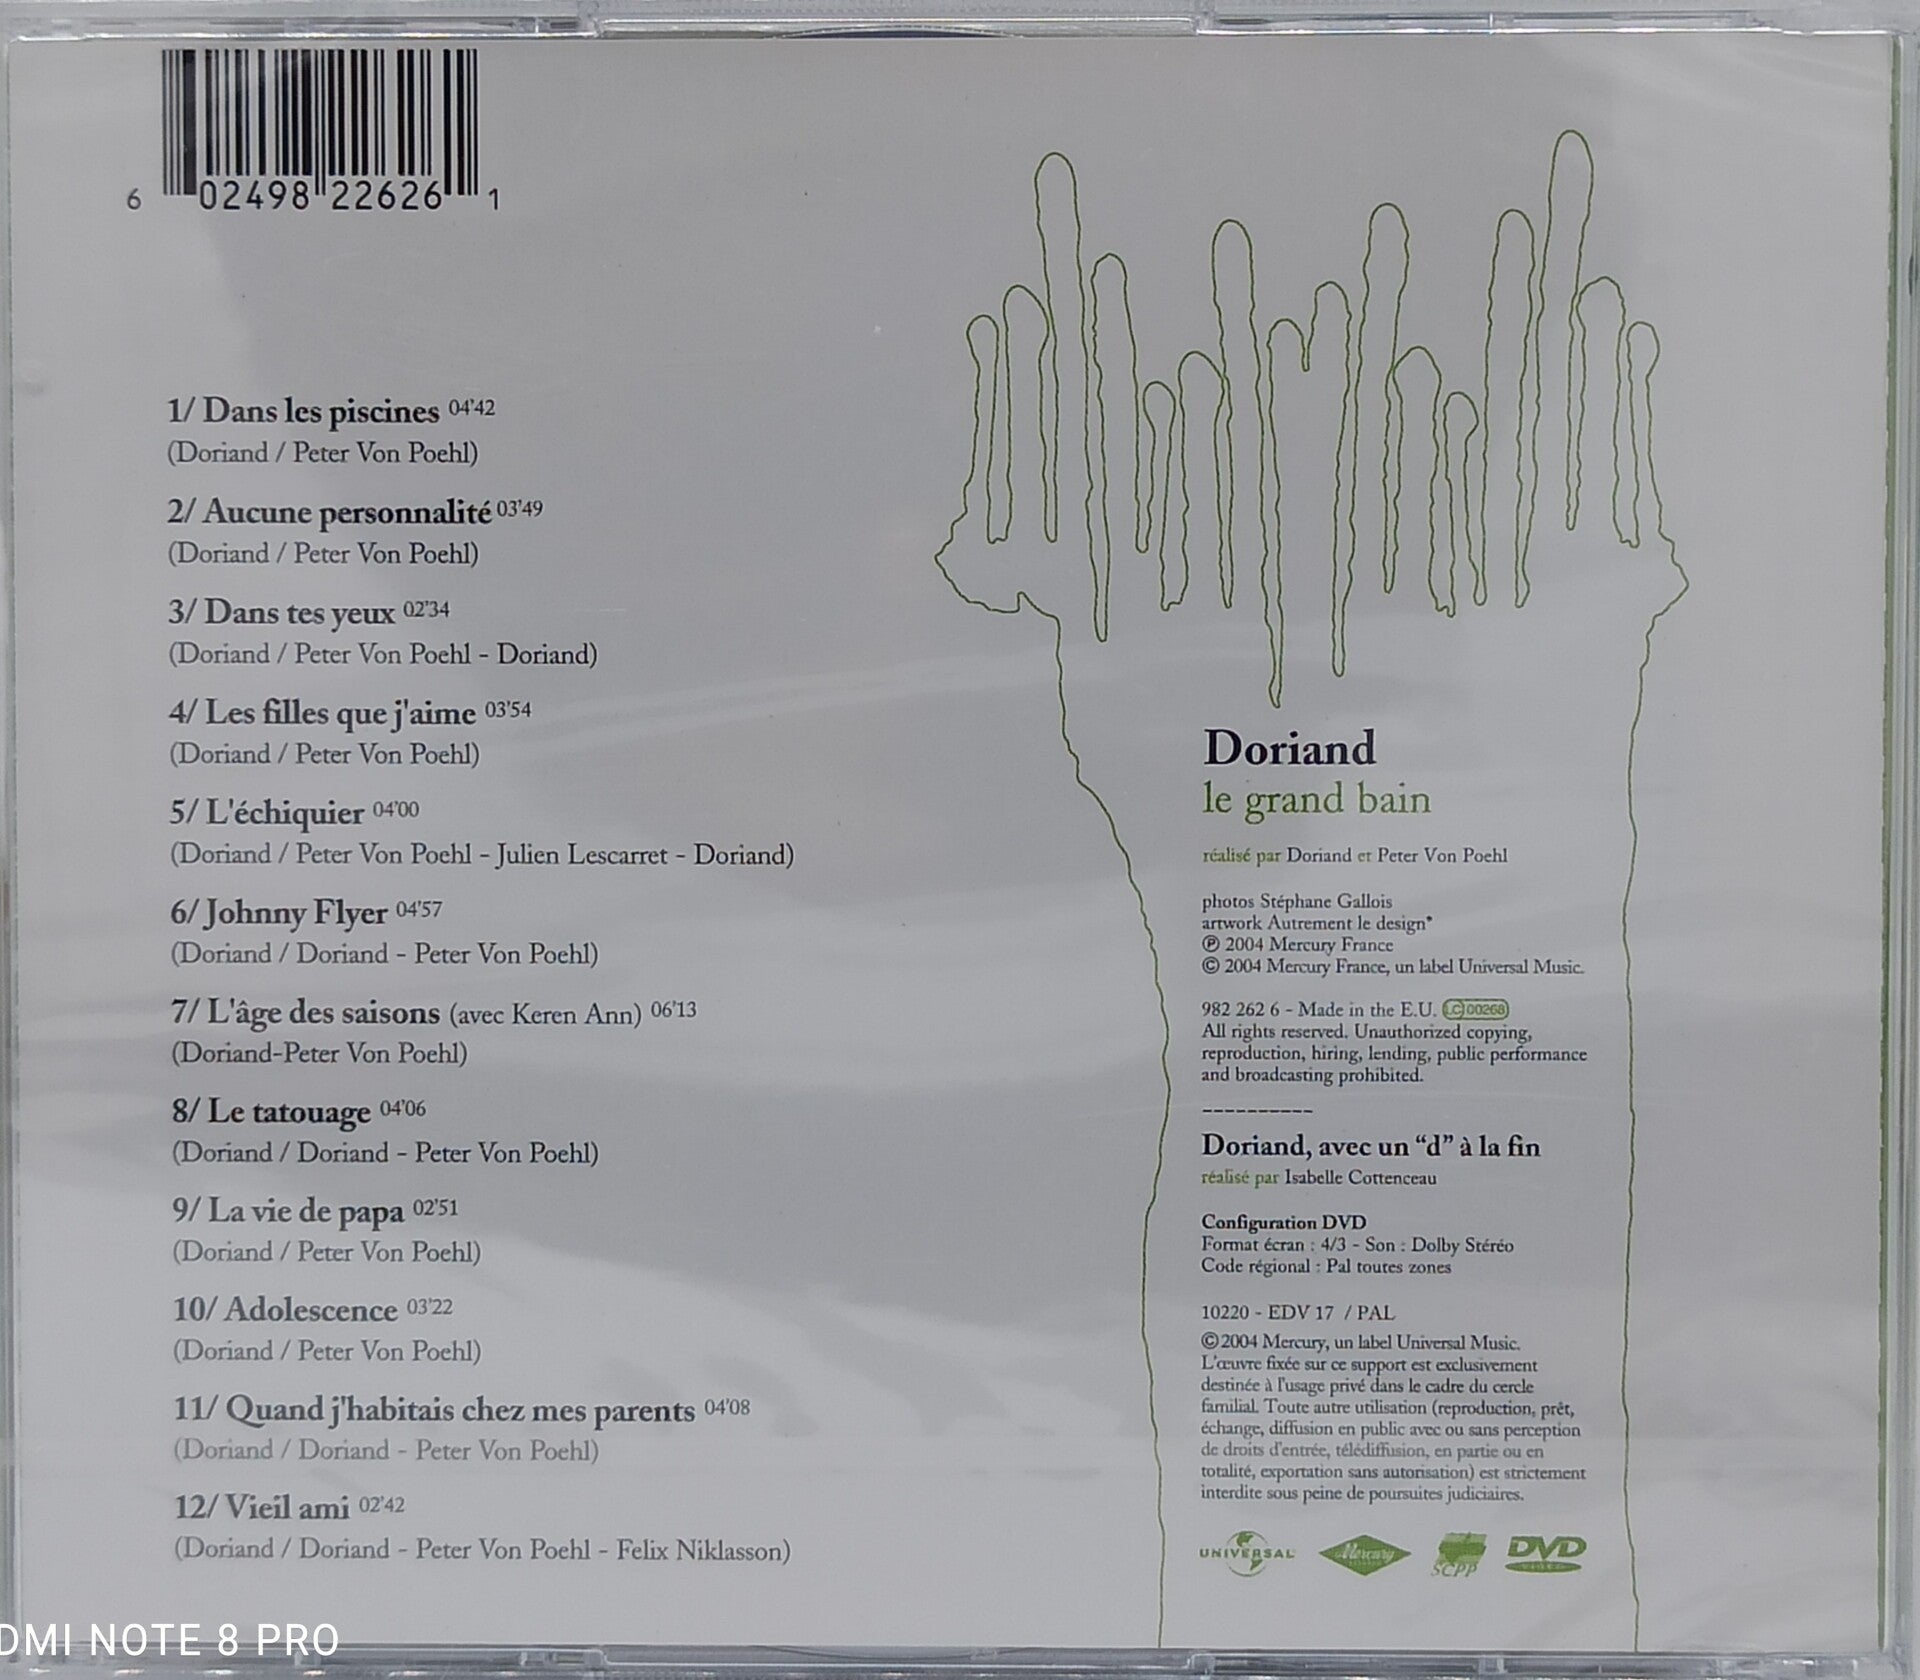 6 02498 22626 1
1/ Dans les piscines 04'42
(Doriand / Peter Von Poehl)
2/ Aucune personnalité 03'49
(Doriand / Peter Von Poehl)
3/ Dans tes yeux 02'34
(Doriand / Peter Von Poehl - Doriand)
4/ Les filles que j'aime 03'54
(Doriand / Peter Von Poehl)
5/ L'échiquier 04'00
(Doriand / Peter Von Poehl - Julien Lescarret - Doriand)
6/ Johnny Flyer 04'57
(Doriand / Doriand - Peter Von Poehl)
7/ L'âge des saisons (avec Keren Ann) 06'13
(Doriand-Peter Von Poehl)
8/ Le tatouage 04'06
(Doriand / Doriand - Peter Von Poehl)
9/ La vie de papa 02'51
(Doriand / Peter Von Poehl)
10/ Adolescence 03'22
(Doriand / Peter Von Poehl)
11/ Quand j'habitais chez mes parents 04'08
(Doriand / Doriand - Peter Von Poehl)
12/ Vieil ami 02'42
(Doriand / Doriand - Peter Von Poehl - Felix Niklasson)
Doriand
le grand bain
réalisé par Doriand et Peter Von Poehl
photos Stéphane Gallois
artwork Autrement le design*
℗ 2004 Mercury France
© 2004 Mercury France, un label Universal Music.
982 262 6 - Made in the E.U. LC 00268
All rights reserved. Unauthorized copying,
reproduction, hiring, lending, public performance
and broadcasting prohibited.
----------
Doriand, avec un “d” à la fin
réalisé par Isabelle Cottenceau
Configuration DVD
Format écran : 4/3 - Son : Dolby Stéréo
Code régional : Pal toutes zones
10220 - EDV 17 / PAL
©2004 Mercury, un label Universal Music.
L'œuvre fixée sur ce support est exclusivement
destinée à l'usage privé dans le cadre du cercle
familial. Toute autre utilisation (reproduction, prêt,
échange, diffusion en public avec ou sans perception
de droits d'entrée, télédiffusion, en partie ou en
totalité, exportation sans autorisation) est strictement
interdite sous peine de poursuites judiciaires.
UNIVERSAL Mercury SCPP DVD VIDEO
DMI NOTE 8 PRO